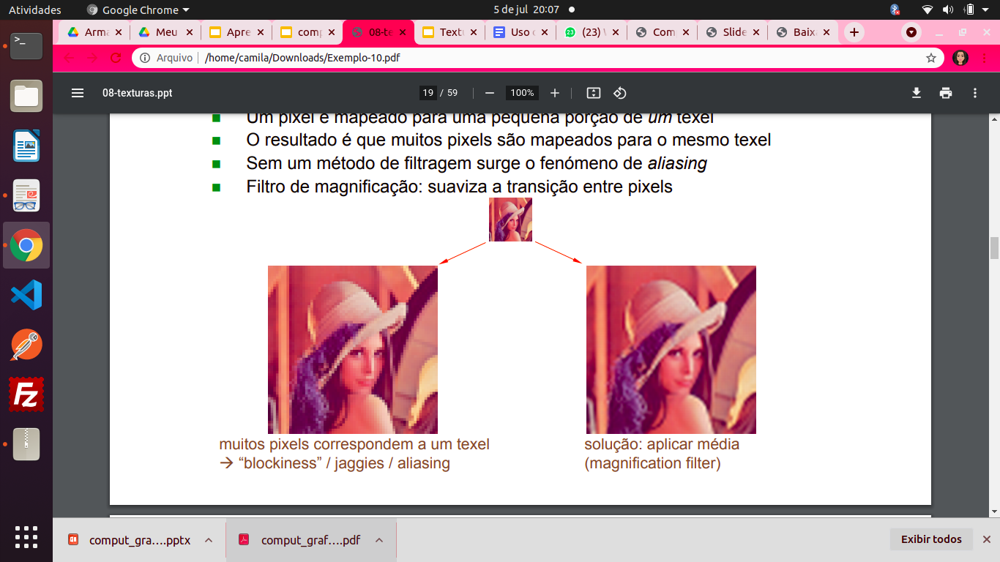 Atividades
Google Chrome
5 de jul 20:07
Arma
Meu
Apre
comp
08-te
Textu
Uso d
(23) W
Com
Slide
Baixa
Arquivo
/home/camila/Downloads/Exemplo-10.pdf
08-texturas.ppt
19 / 59
100%
Um pixel é mapeado para uma pequena porção de um texel
O resultado é que muitos pixels são mapeados para o mesmo texel
Sem um método de filtragem surge o fenómeno de aliasing
Filtro de magnificação: suaviza a transição entre pixels
muitos pixels correspondem a um texel
→ “blockiness” / jaggies / aliasing
solução: aplicar média
(magnification filter)
comput_gra....pptx
comput_graf....pdf
Exibir todos